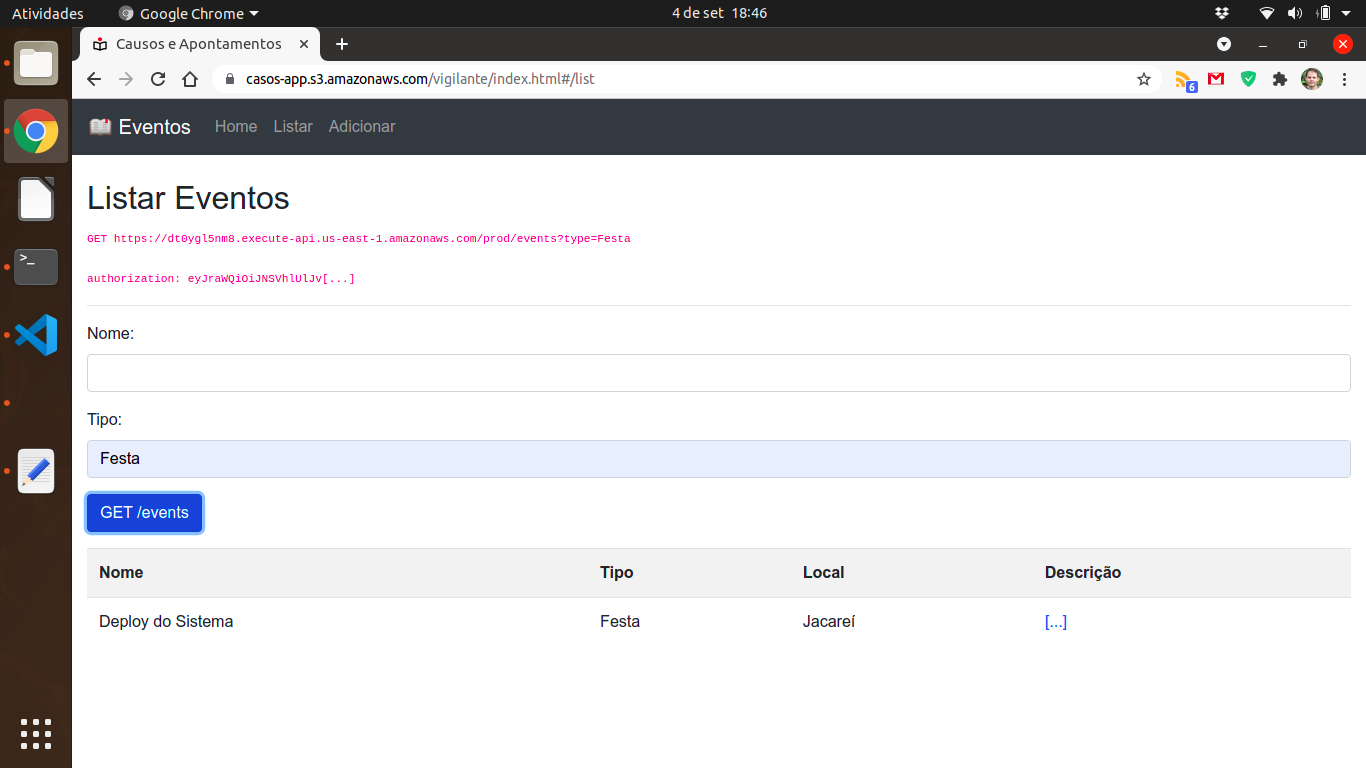 Atividades Google Chrome 4 de set 18:46
Causos e Apontamentos
casos-app.s3.amazonaws.com/vigilante/index.html#/list
6
Eventos Home Listar Adicionar
Listar Eventos
GET https://dt0ygl5nm8.execute-api.us-east-1.amazonaws.com/prod/events?type=Festa
authorization: eyJraWQiOiJNSVhlUlJv[...]
Nome:
Tipo:
Festa
GET /events
Nome Tipo Local Descrição
Deploy do Sistema Festa Jacareí [...]